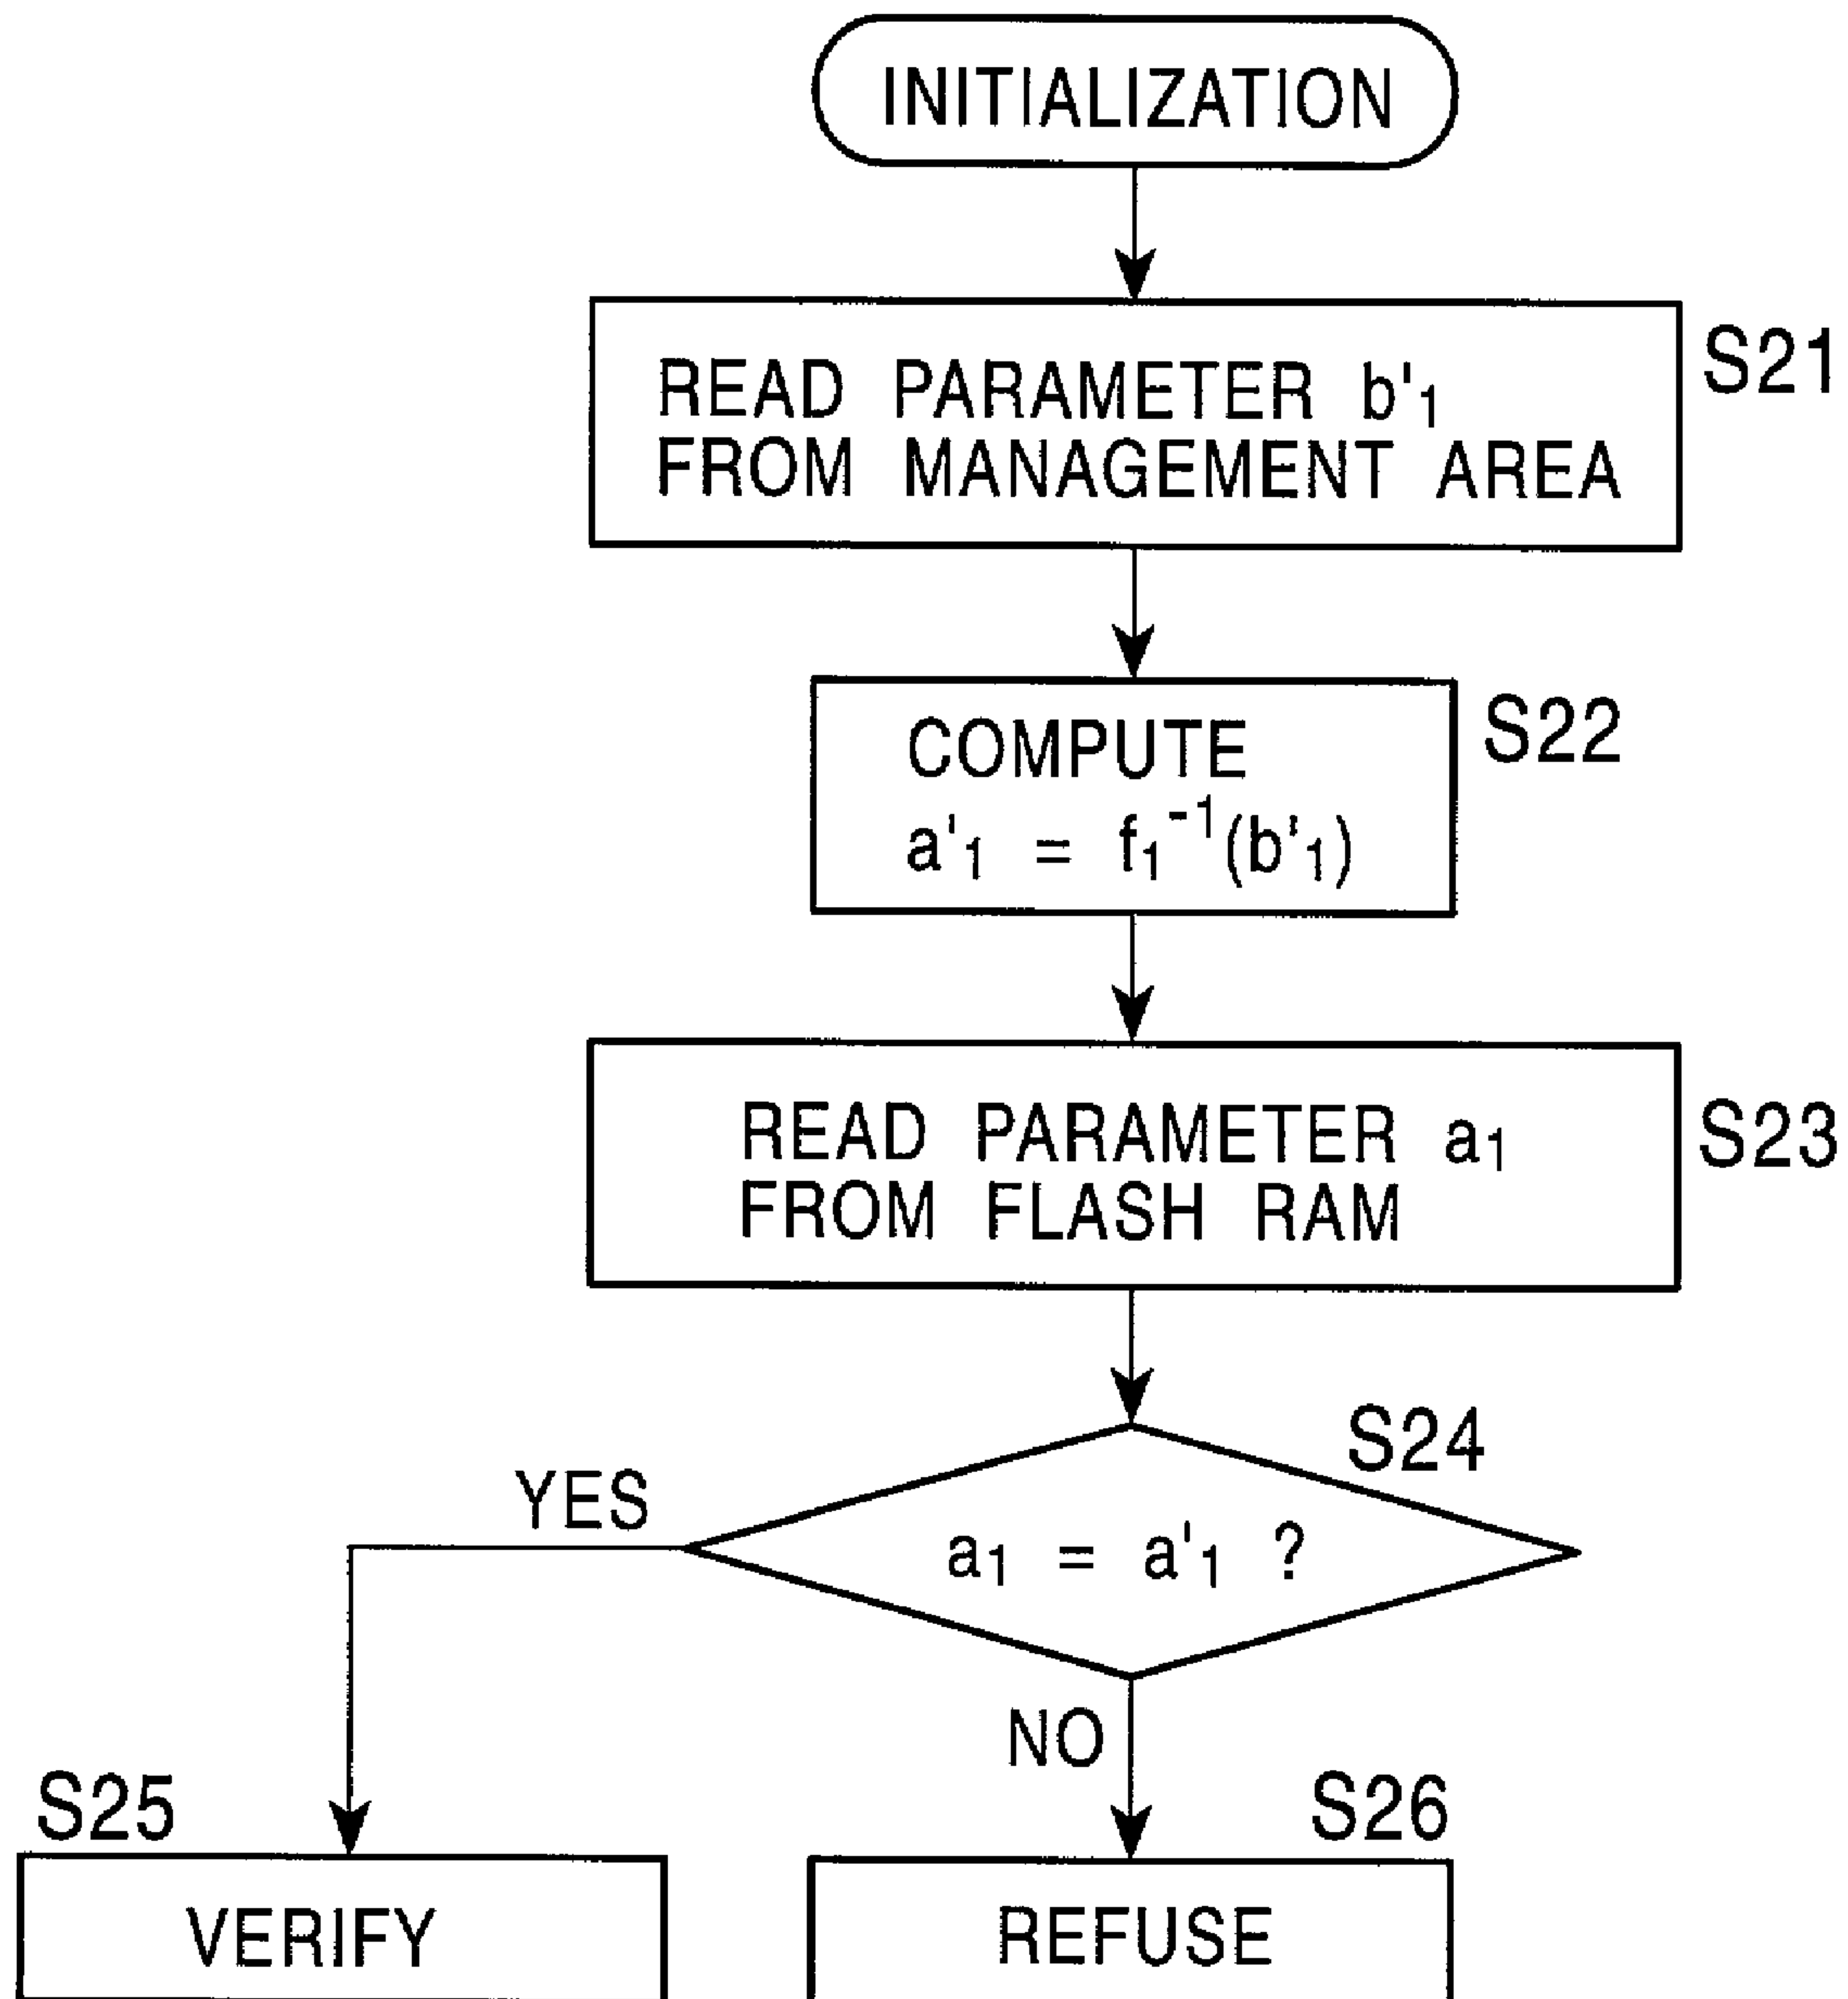 INITIALIZATION
READ PARAMETER b'₁
FROM MANAGEMENT AREA
S21
COMPUTE
a'₁ = f₁⁻¹(b'₁)
S22
READ PARAMETER a₁
FROM FLASH RAM
S23
S24
YES
a₁ = a'₁ ?
NO
S25
S26
VERIFY
REFUSE